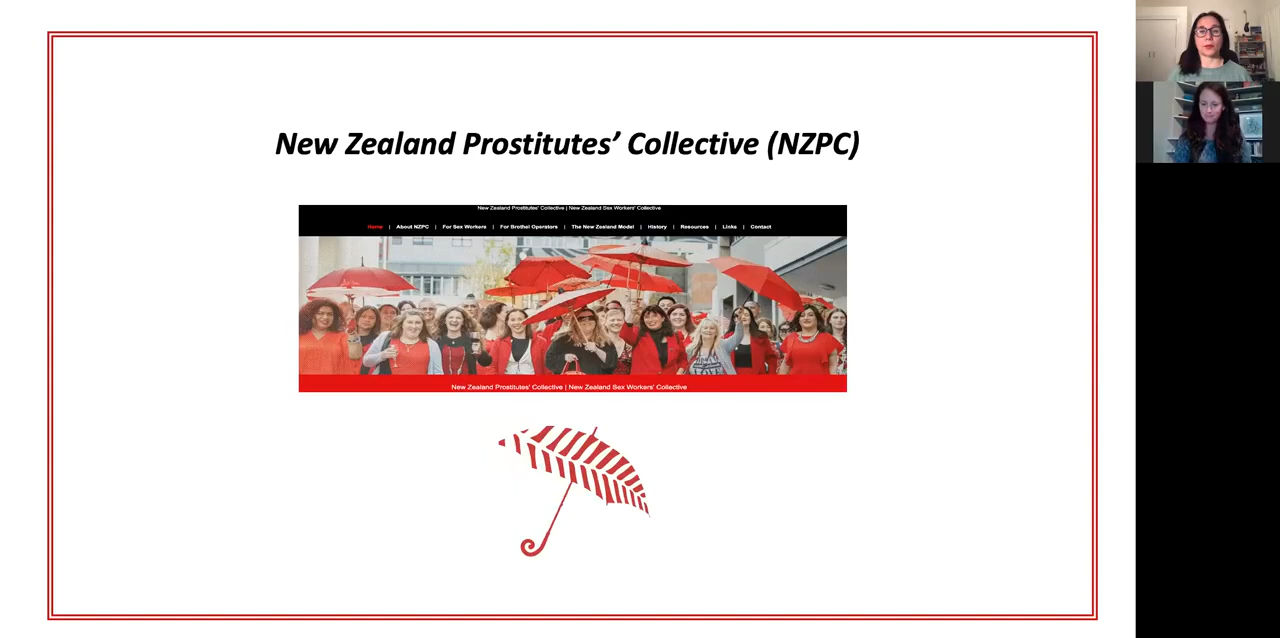 New Zealand Prostitutes’ Collective (NZPC)
New Zealand Prostitutes' Collective | New Zealand Sex Workers' Collective
Home | About NZPC | For Sex Workers | For Brothel Operators | The New Zealand Model | History | Resources | Links | Contact
New Zealand Prostitutes' Collective | New Zealand Sex Workers' Collective